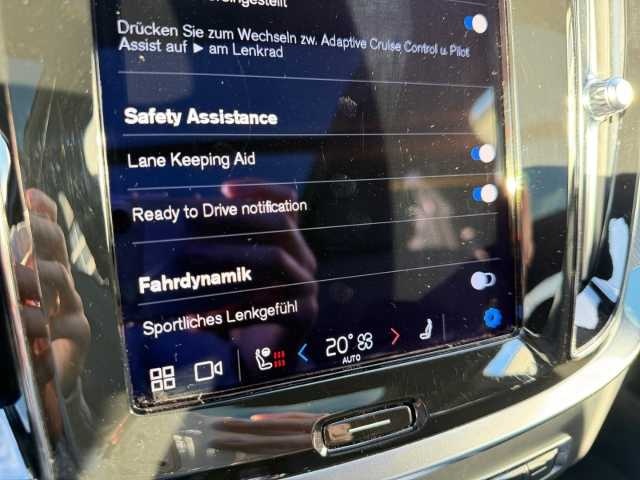 Drücken Sie zum Wechseln zw. Adaptive Cruise Control u. Pilot
Assist auf ► am Lenkrad
Safety Assistance
Lane Keeping Aid
Ready to Drive notification
Fahrdynamik
Sportliches Lenkgefühl
20°
AUTO